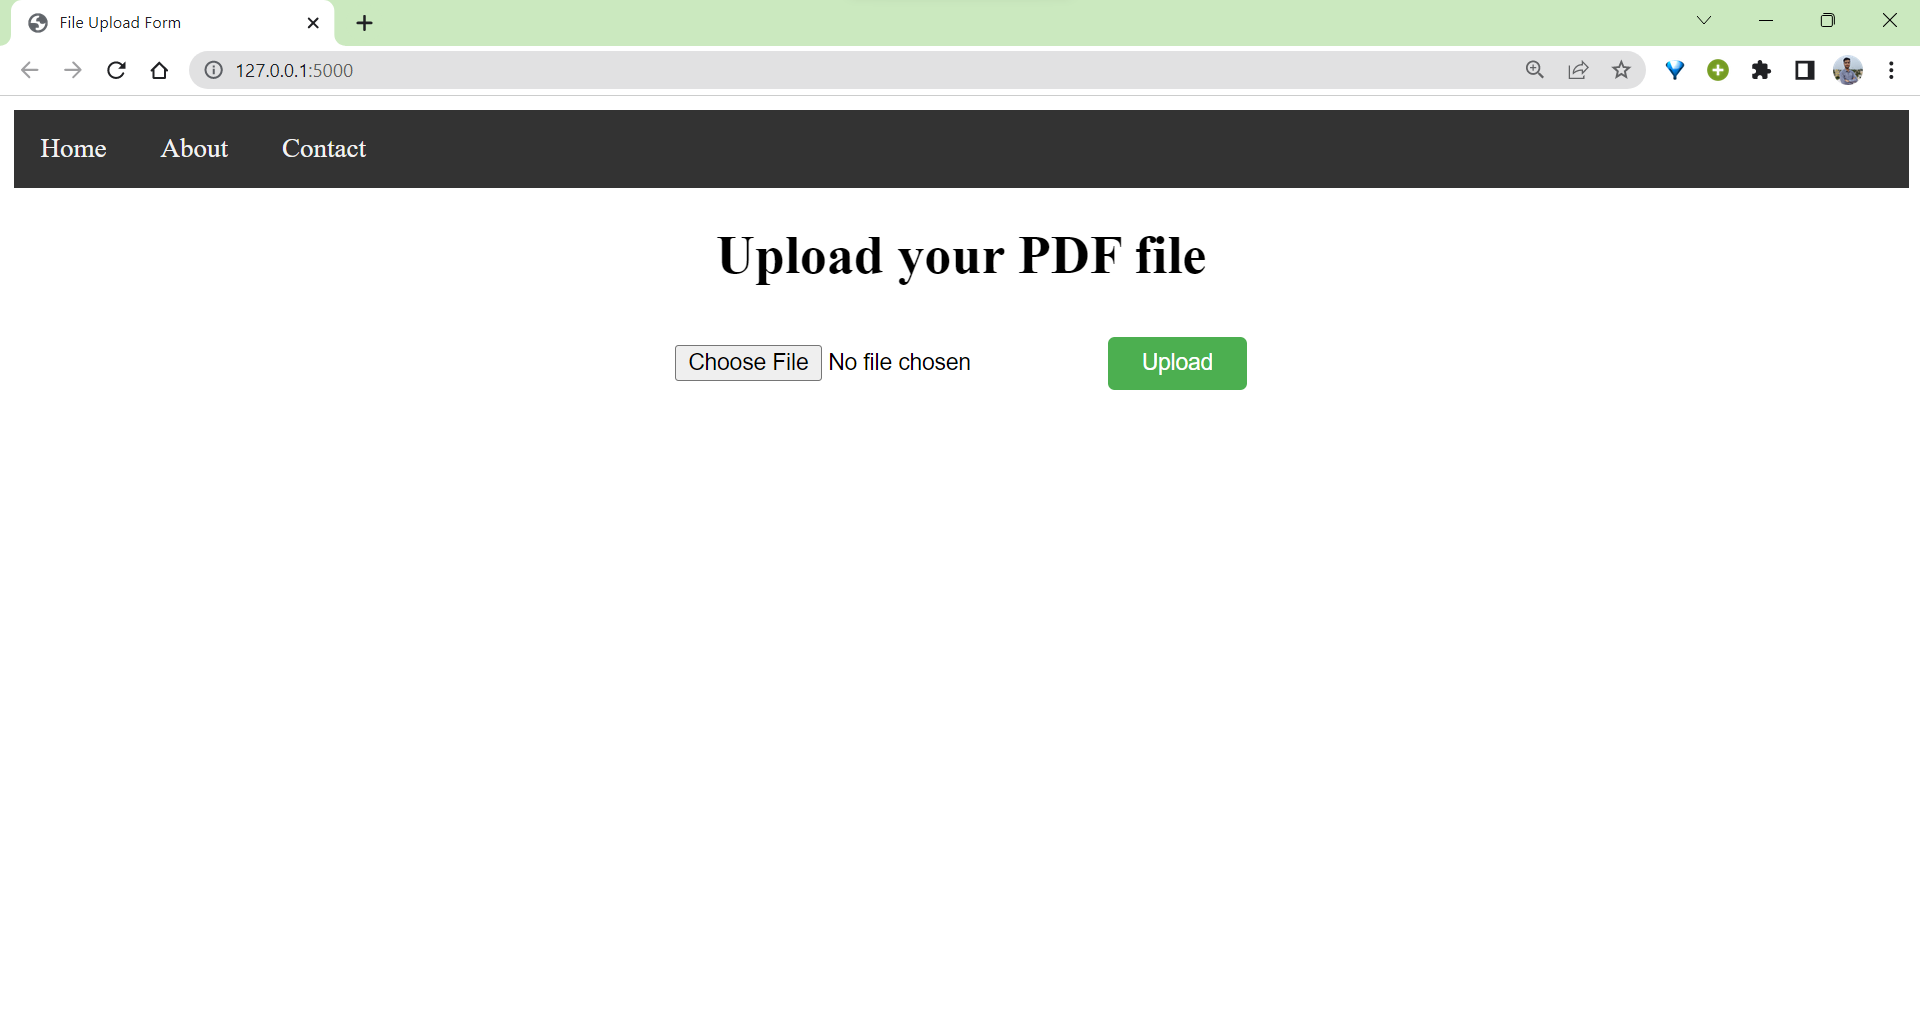 File Upload Form
127.0.0.1:5000
Home About Contact
Upload your PDF file
Choose File No file chosen Upload